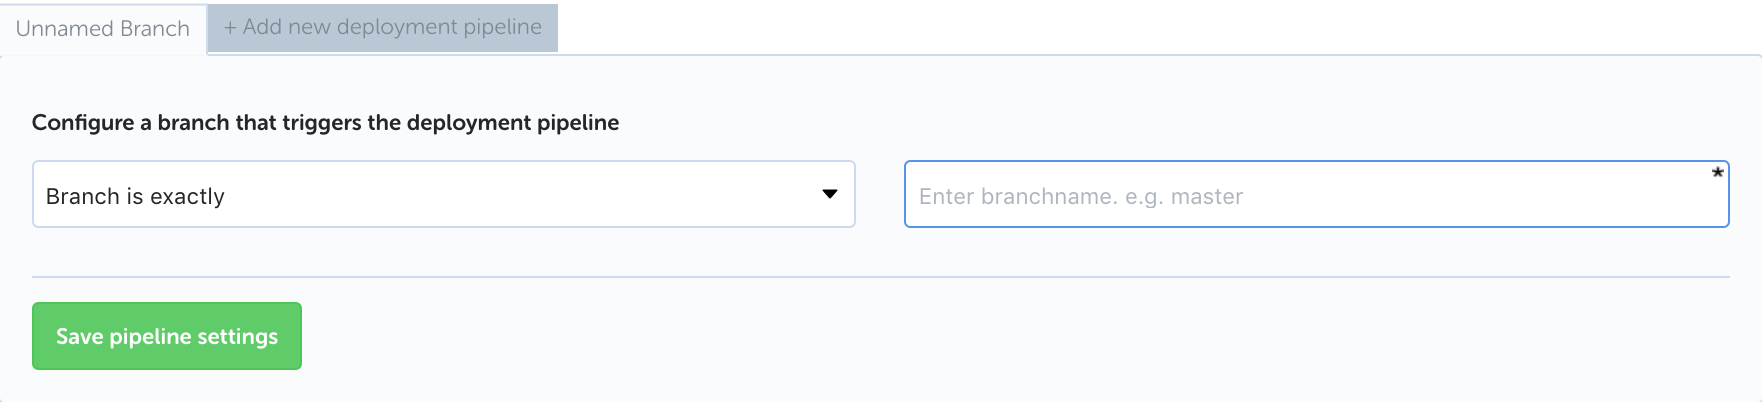 Unnamed Branch
+ Add new deployment pipeline
Configure a branch that triggers the deployment pipeline
Branch is exactly
Enter branchname. e.g. master
*
Save pipeline settings